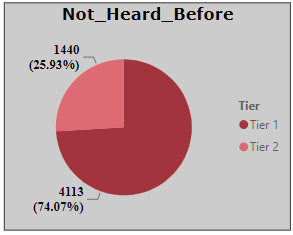 Not_Heard_Before
1440
(25.93%)
Tier
Tier 1
Tier 2
4113
(74.07%)